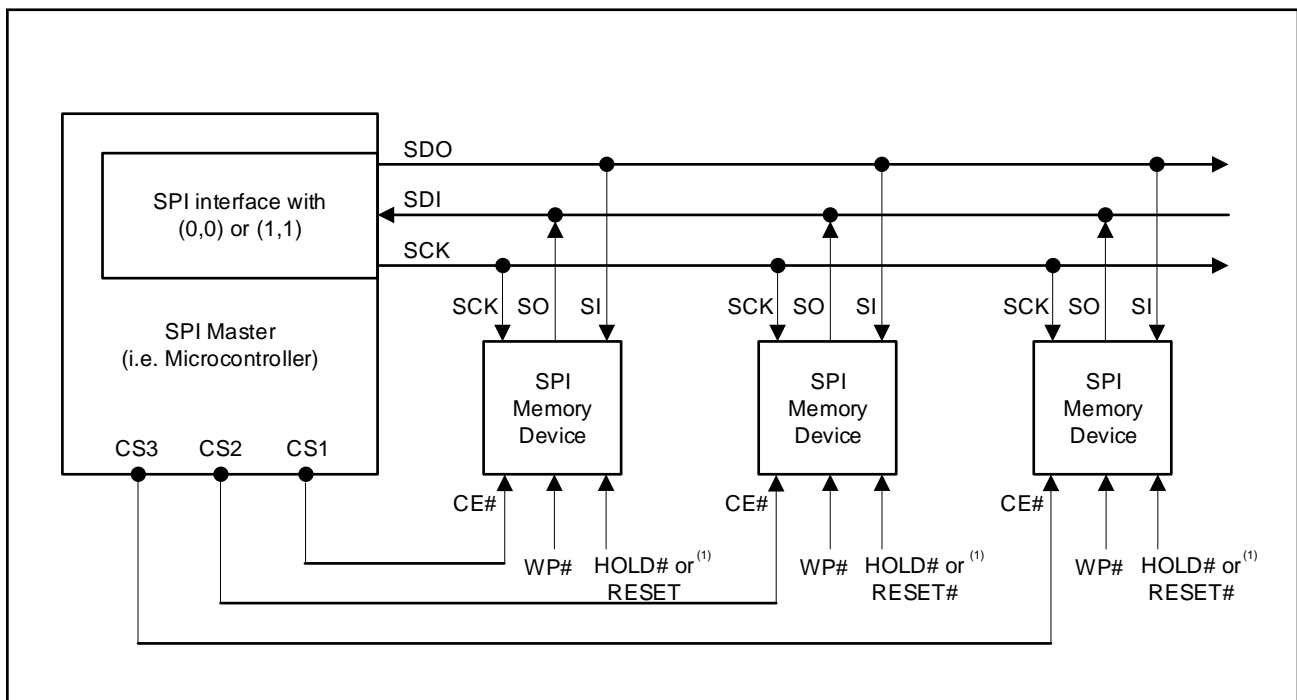 SDO
SPI interface with
(0,0) or (1,1)
SDI
SCK
SPI Master
(i.e. Microcontroller)
CS3 CS2 CS1
SCK SO SI
SPI
Memory
Device
CE#
WP#
HOLD# or (1)
RESET
SCK SO SI
SPI
Memory
Device
CE#
WP#
HOLD# or (1)
RESET#
SCK SO SI
SPI
Memory
Device
CE#
WP#
HOLD# or (1)
RESET#